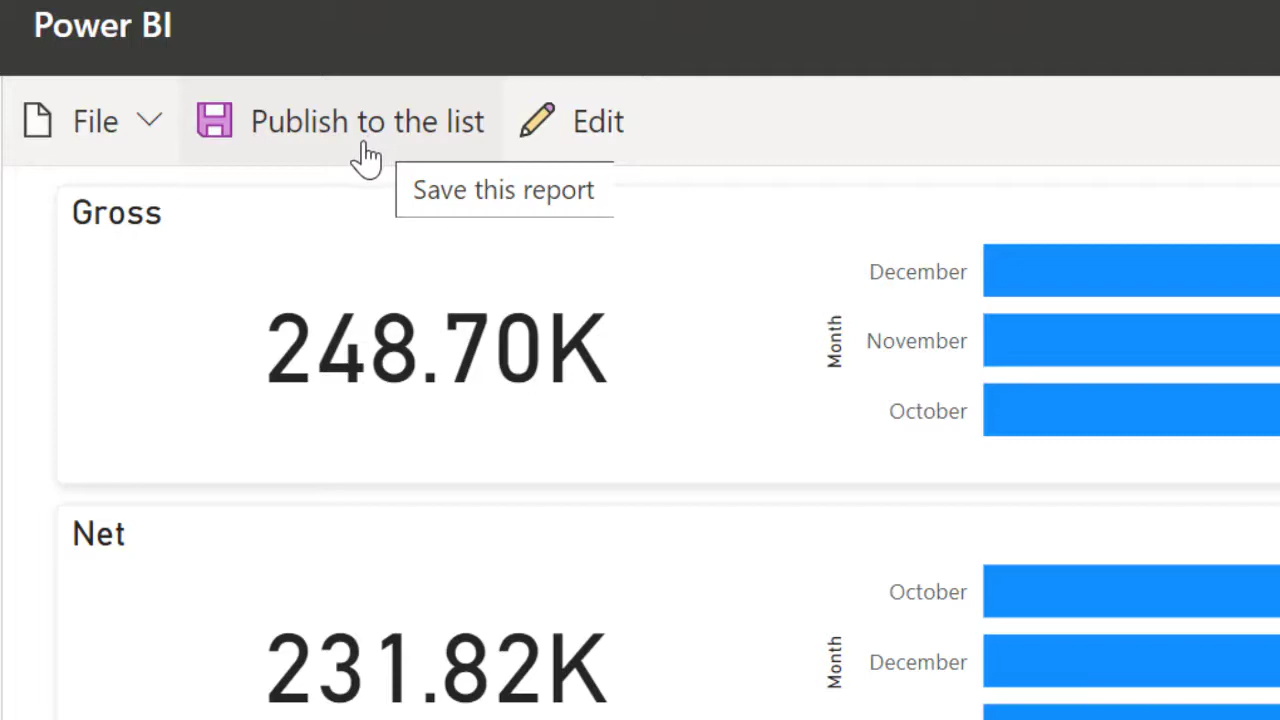 Power BI
File Publish to the list Edit
Save this report
Gross
248.70K
Month
December
November
October
Net
231.82K
Month
October
December